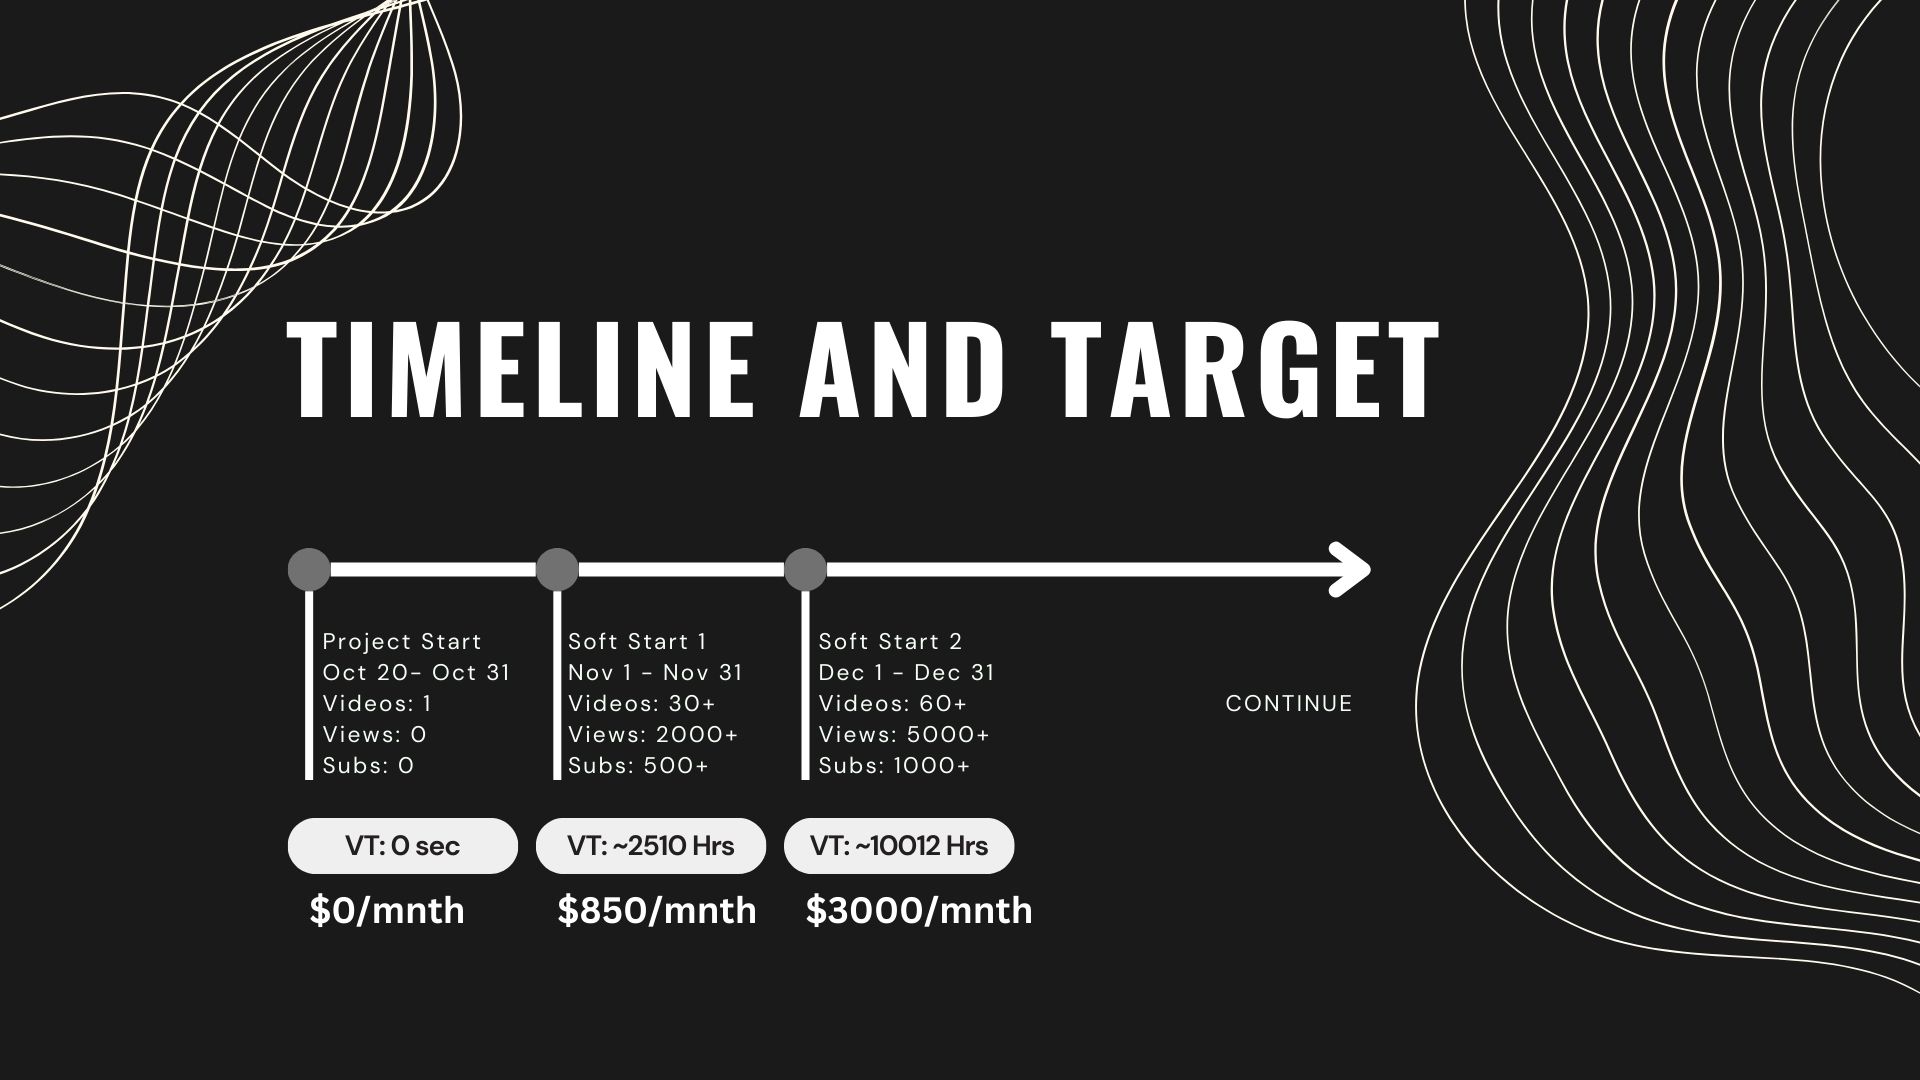 TIMELINE AND TARGET
Project Start
Oct 20- Oct 31
Videos: 1
Views: 0
Subs: 0
VT: 0 sec
$0/mnth
Soft Start 1
Nov 1 - Nov 31
Videos: 30+
Views: 2000+
Subs: 500+
VT: ~2510 Hrs
$850/mnth
Soft Start 2
Dec 1 - Dec 31
Videos: 60+
Views: 5000+
Subs: 1000+
VT: ~10012 Hrs
$3000/mnth
CONTINUE